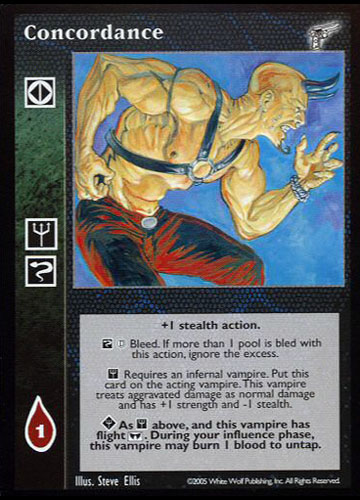 Concordance
+1 stealth action.
Bleed. If more than 1 pool is bled with
this action, ignore the excess.
Requires an infernal vampire. Put this
card on the acting vampire. This vampire
treats aggravated damage as normal damage
and has +1 strength and -1 stealth.
As above, and this vampire has
flight. During your influence phase,
this vampire may burn 1 blood to untap.
1
Illus. Steve Ellis ©2005 White Wolf Publishing, Inc. All Rights Reserved.